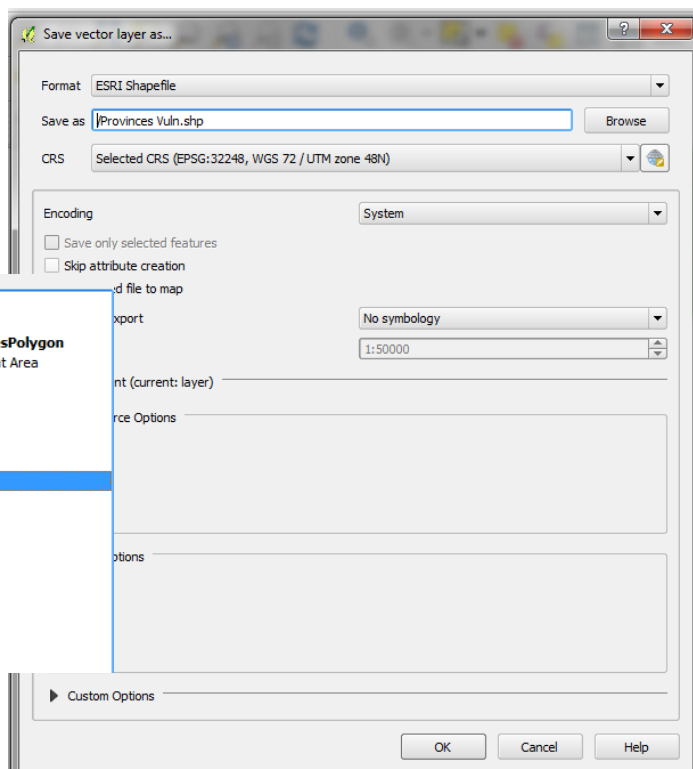 Save vector layer as...
Format ESRI Shapefile
Save as /Provinces Vuln.shp Browse
CRS Selected CRS (EPSG:32248, WGS 72 / UTM zone 48N)
Encoding System
Save only selected features
Skip attribute creation
d file to map
xport No symbology
1:50000
nt (current: layer)
rce Options
ptions
Custom Options
OK Cancel Help
sPolygon
t Area